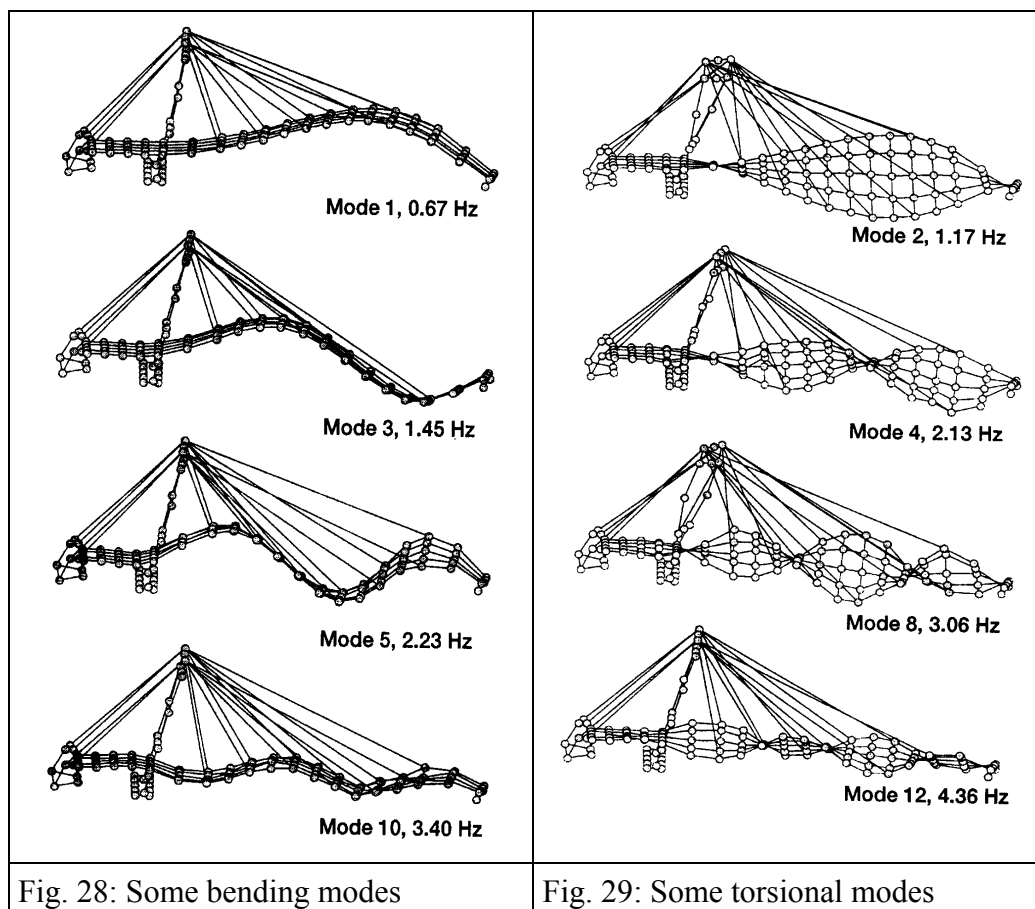 Mode 1, 0.67 Hz
Mode 3, 1.45 Hz
Mode 5, 2.23 Hz
Mode 10, 3.40 Hz
Fig. 28: Some bending modes
Mode 2, 1.17 Hz
Mode 4, 2.13 Hz
Mode 8, 3.06 Hz
Mode 12, 4.36 Hz
Fig. 29: Some torsional modes